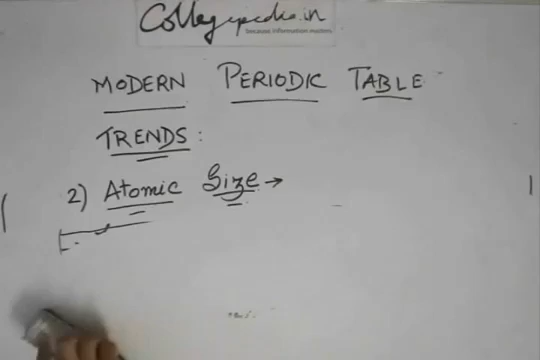 Collegepedia.in
because information matters
MODERN PERIODIC TABLE
TRENDS:
2) Atomic Size →